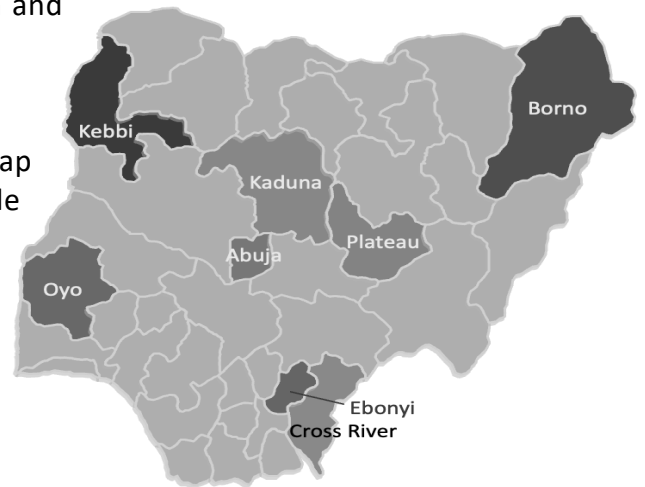 and
Borno
Kebbi
ap
Kaduna
le
Plateau
Abuja
Oyo
Ebonyi
Cross River